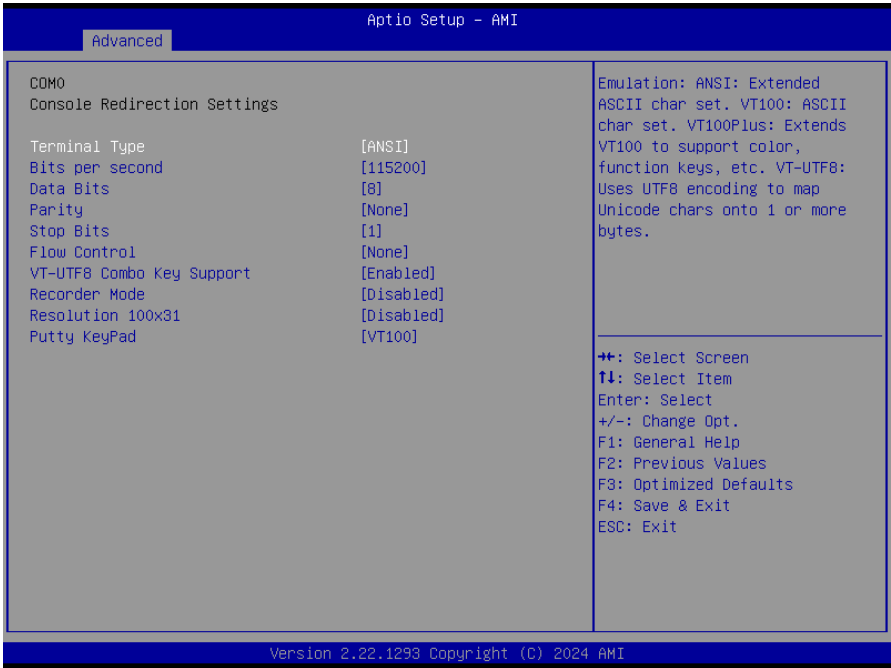 Aptio Setup – AMI
Advanced
COM0
Console Redirection Settings
Terminal Type [ANSI]
Bits per second [115200]
Data Bits [8]
Parity [None]
Stop Bits [1]
Flow Control [None]
VT-UTF8 Combo Key Support [Enabled]
Recorder Mode [Disabled]
Resolution 100x31 [Disabled]
Putty KeyPad [VT100]
Emulation: ANSI: Extended
ASCII char set. VT100: ASCII
char set. VT100Plus: Extends
VT100 to support color,
function keys, etc. VT-UTF8:
Uses UTF8 encoding to map
Unicode chars onto 1 or more
bytes.
→←: Select Screen
↑↓: Select Item
Enter: Select
+/-: Change Opt.
F1: General Help
F2: Previous Values
F3: Optimized Defaults
F4: Save & Exit
ESC: Exit
Version 2.22.1293 Copyright (C) 2024 AMI